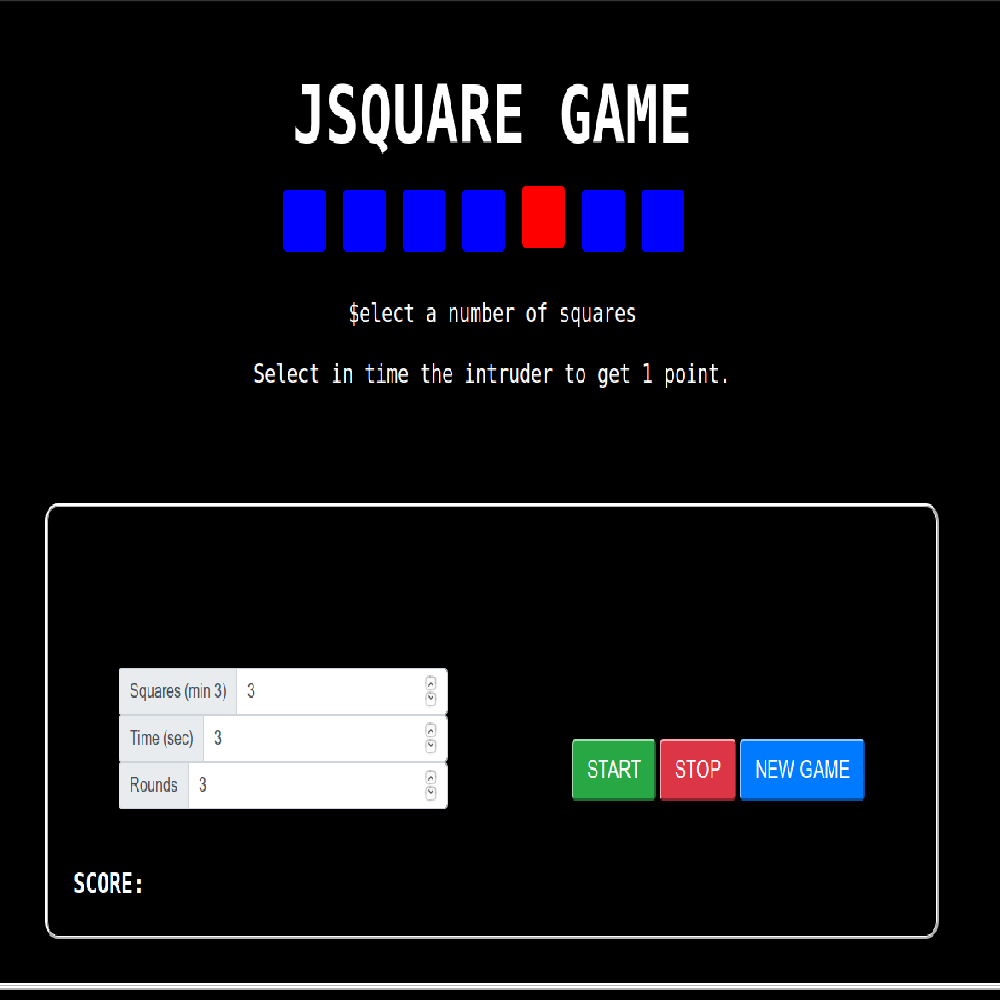 JSQUARE GAME
$elect a number of squares
Select in time the intruder to get 1 point.
Squares (min 3) 3
Time (sec) 3
Rounds 3
START STOP NEW GAME
SCORE: